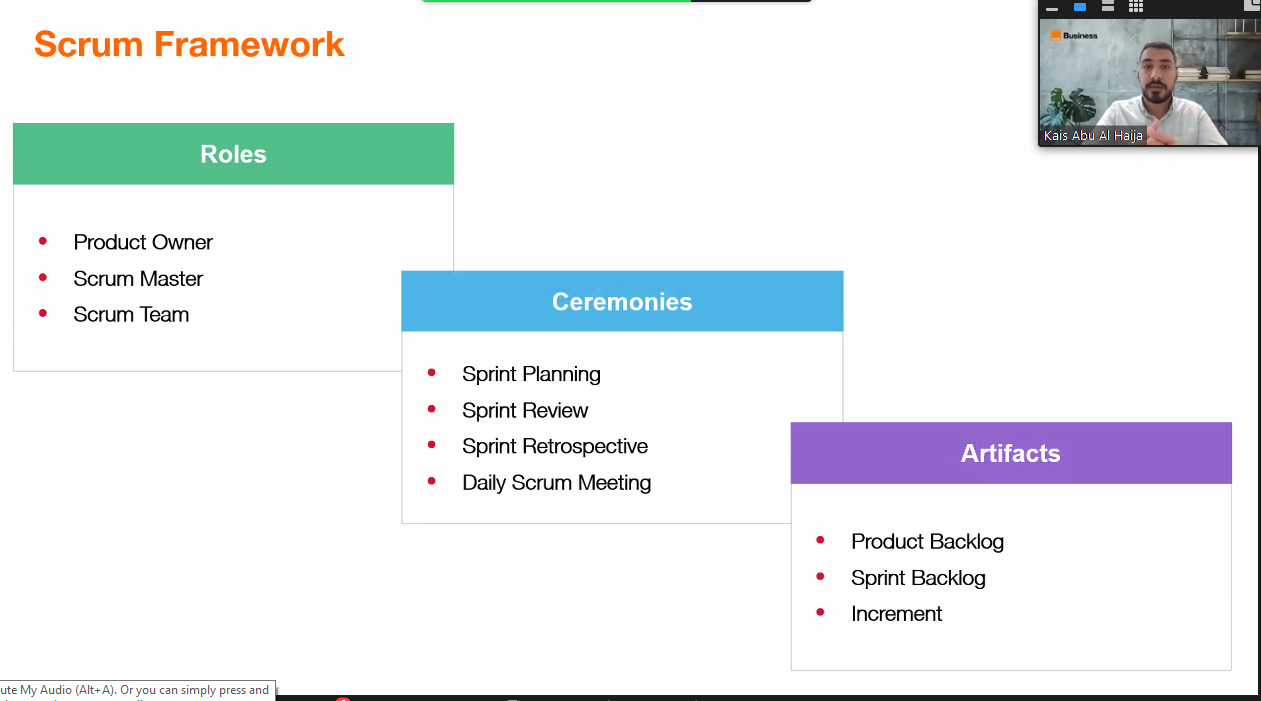 Scrum Framework
Business
Kais Abu Al Haija
Roles
Product Owner
Scrum Master
Scrum Team
Ceremonies
Sprint Planning
Sprint Review
Sprint Retrospective
Daily Scrum Meeting
Artifacts
Product Backlog
Sprint Backlog
Increment
ute My Audio (Alt+A). Or you can simply press and